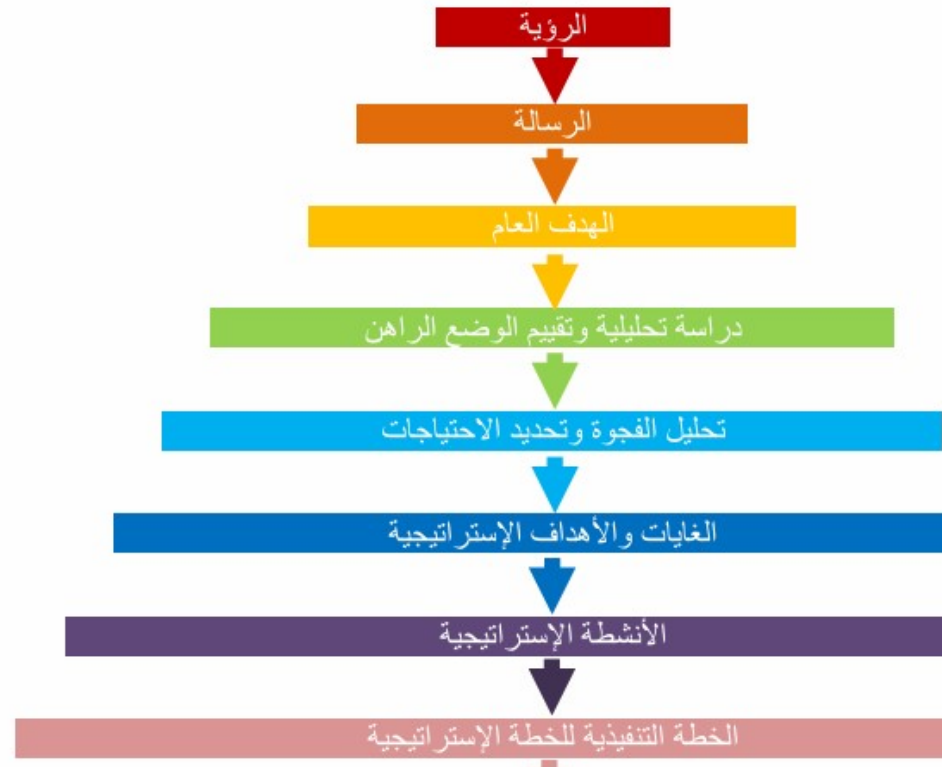 الرؤية
الرسالة
الهدف العام
دراسة تحليلية وتقييم الوضع الراهن
تحليل الفجوة وتحديد الاحتياجات
الغايات والأهداف الإستراتيجية
الأنشطة الإستراتيجية
الخطة التنفيذية للخطة الإستراتيجية